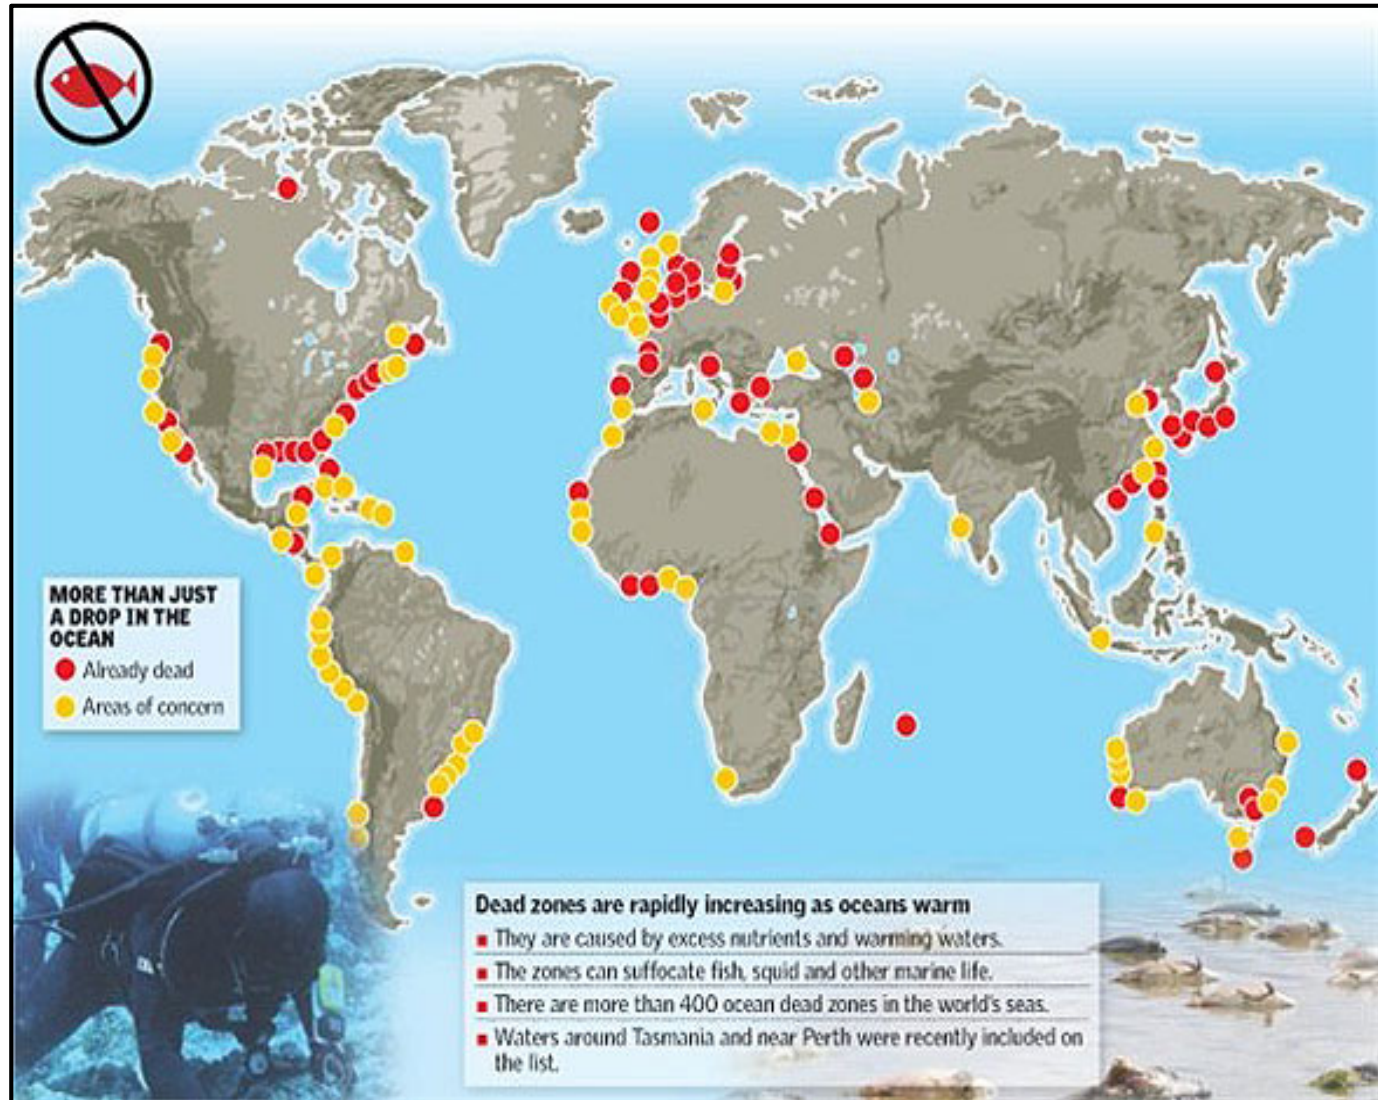 MORE THAN JUST
A DROP IN THE
OCEAN
Already dead
Areas of concern
Dead zones are rapidly increasing as oceans warm
■ They are caused by excess nutrients and warming waters.
■ The zones can suffocate fish, squid and other marine life.
■ There are more than 400 ocean dead zones in the world's seas.
■ Waters around Tasmania and near Perth were recently included on
the list.